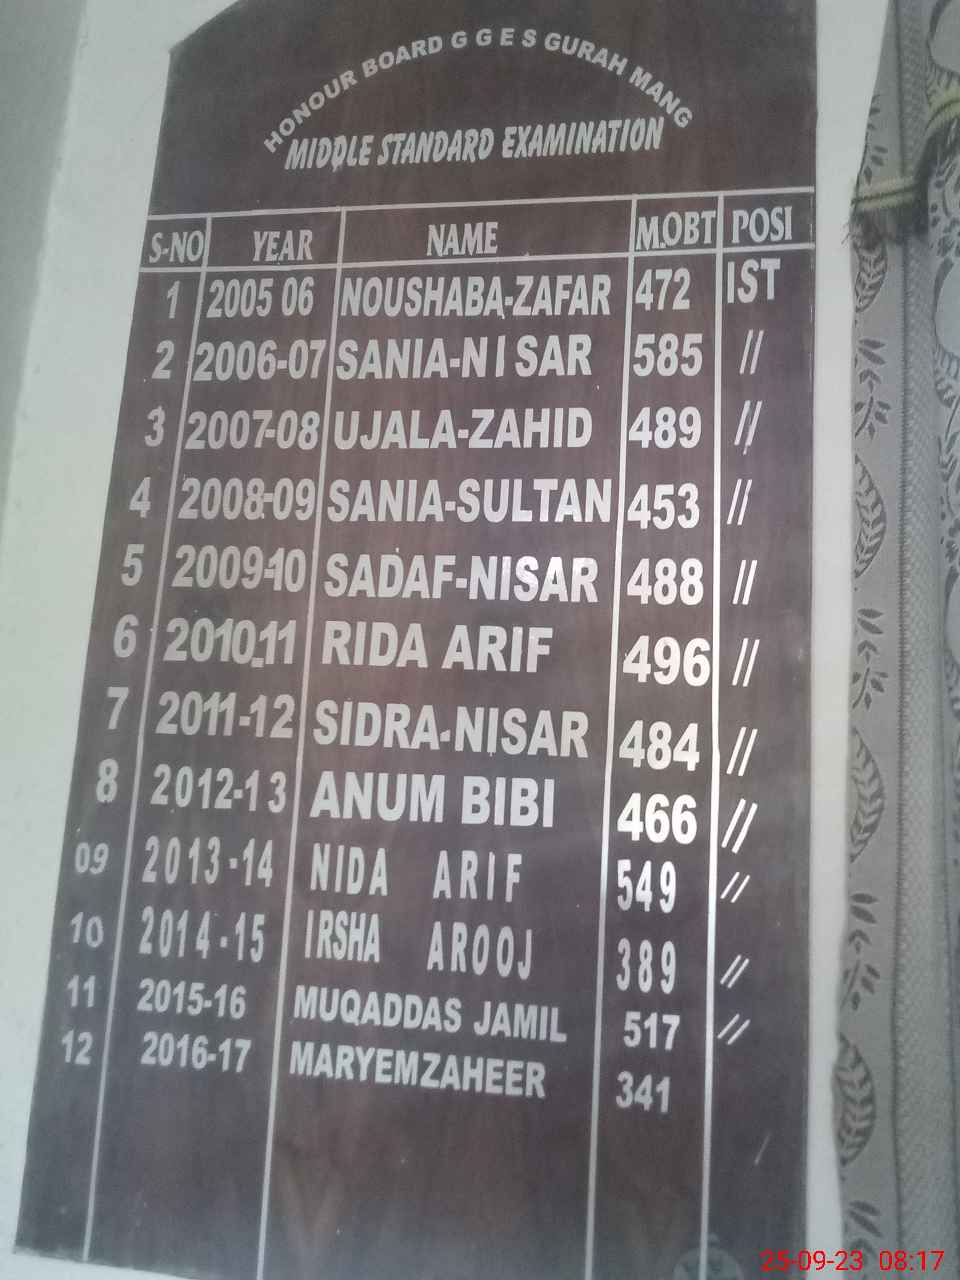 HONOUR BOARD G G E S GURAH MANG
MIDDLE STANDARD EXAMINATION
S-NO YEAR NAME M.OBT POSI
1 2005 06 NOUSHABA-ZAFAR 472 IST
2 2006-07 SANIA-NISAR 585 //
3 2007-08 UJALA-ZAHID 489 //
4 2008-09 SANIA-SULTAN 453 //
5 2009-10 SADAF-NISAR 488 //
6 2010-11 RIDA ARIF 496 //
7 2011-12 SIDRA-NISAR 484 //
8 2012-13 ANUM BIBI 466 //
09 2013-14 NIDA ARIF 549 //
10 2014-15 IRSHA AROOJ 389 //
11 2015-16 MUQADDAS JAMIL 517 //
12 2016-17 MARYEM ZAHEER 341
25-09-23 08:17